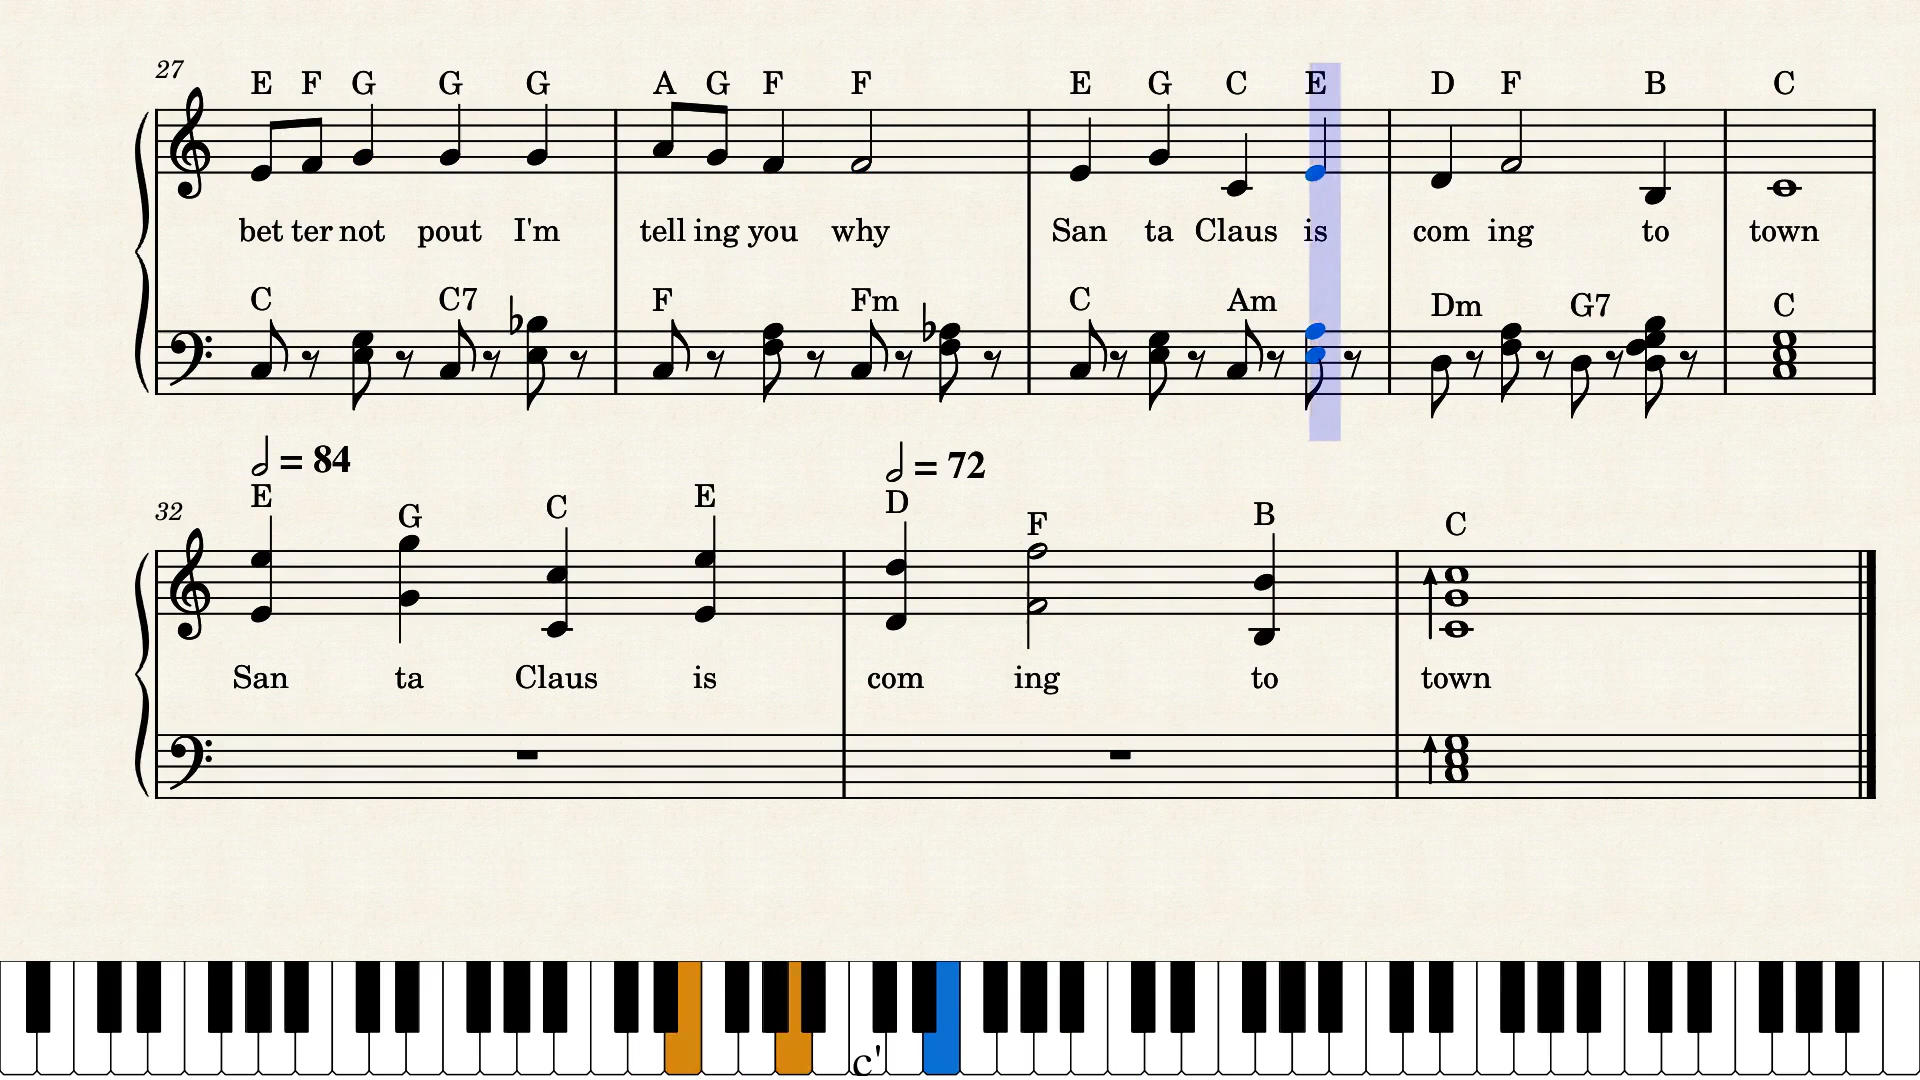 27
E F G G G A G F F E G C E D F B C
bet ter not pout I'm tell ing you why San ta Claus is com ing to town
C C7 F Fm C Am Dm G7 C
= 84 = 72
32
E G C E D F B C
San ta Claus is com ing to town
c'